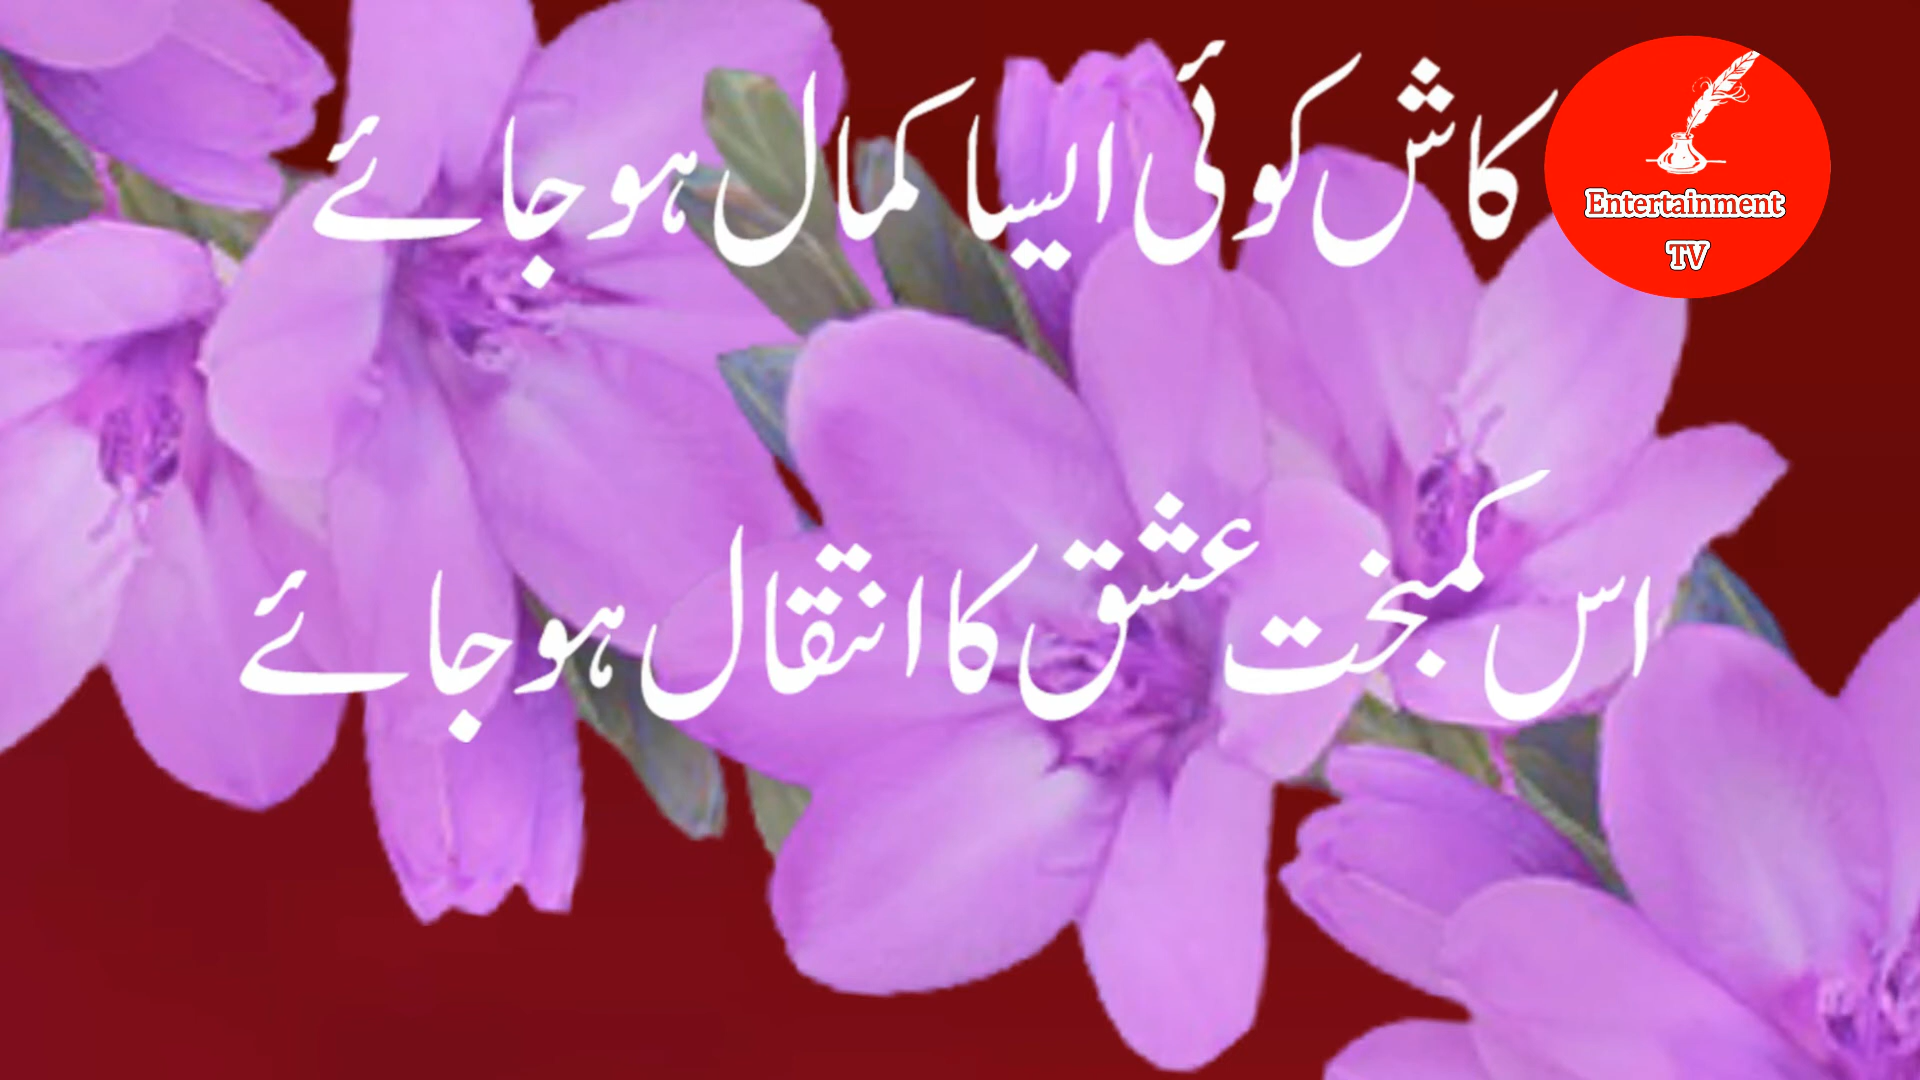 کاش کوئی ایسا کمال ہو جائے
Entertainment
TV
اس کمبخت عشق کا انتقال ہو جائے